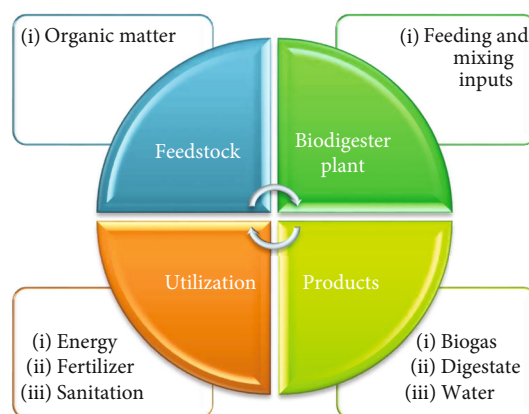 (i) Organic matter
(i) Feeding and
mixing
inputs
Feedstock
Biodigester
plant
Utilization
Products
(i) Energy
(ii) Fertilizer
(iii) Sanitation
(i) Biogas
(ii) Digestate
(iii) Water